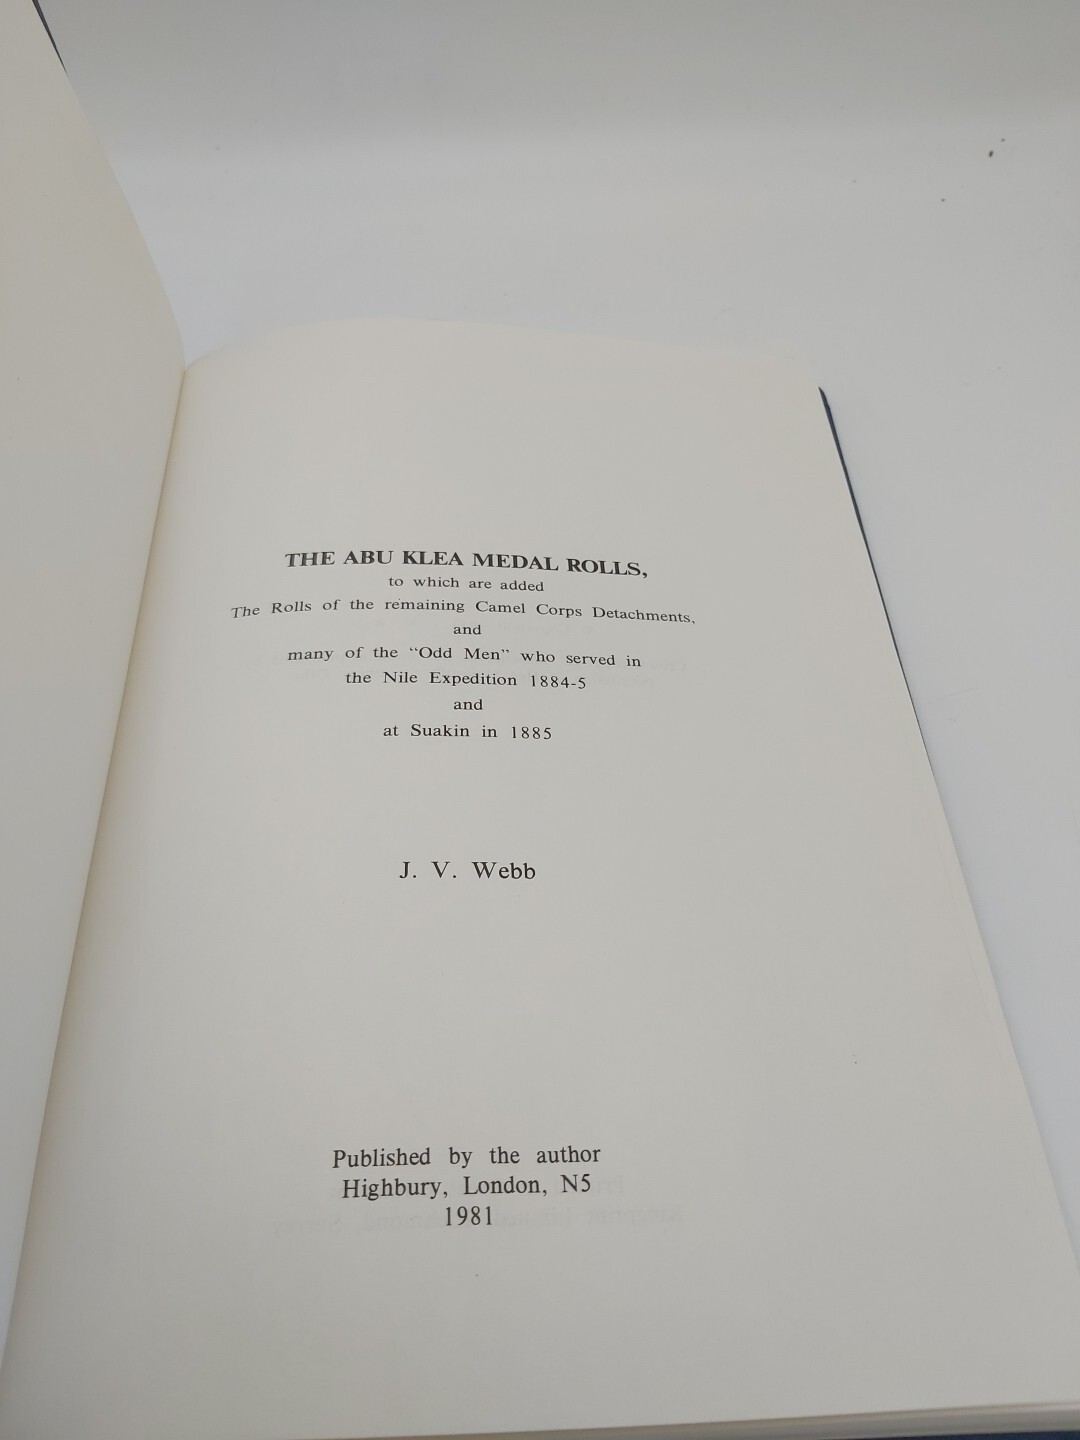 THE ABU KLEA MEDAL ROLLS,
to which are added
The Rolls of the remaining Camel Corps Detachments,
and
many of the “Odd Men” who served in
the Nile Expedition 1884-5
and
at Suakin in 1885
J. V. Webb
Published by the author
Highbury, London, N5
1981